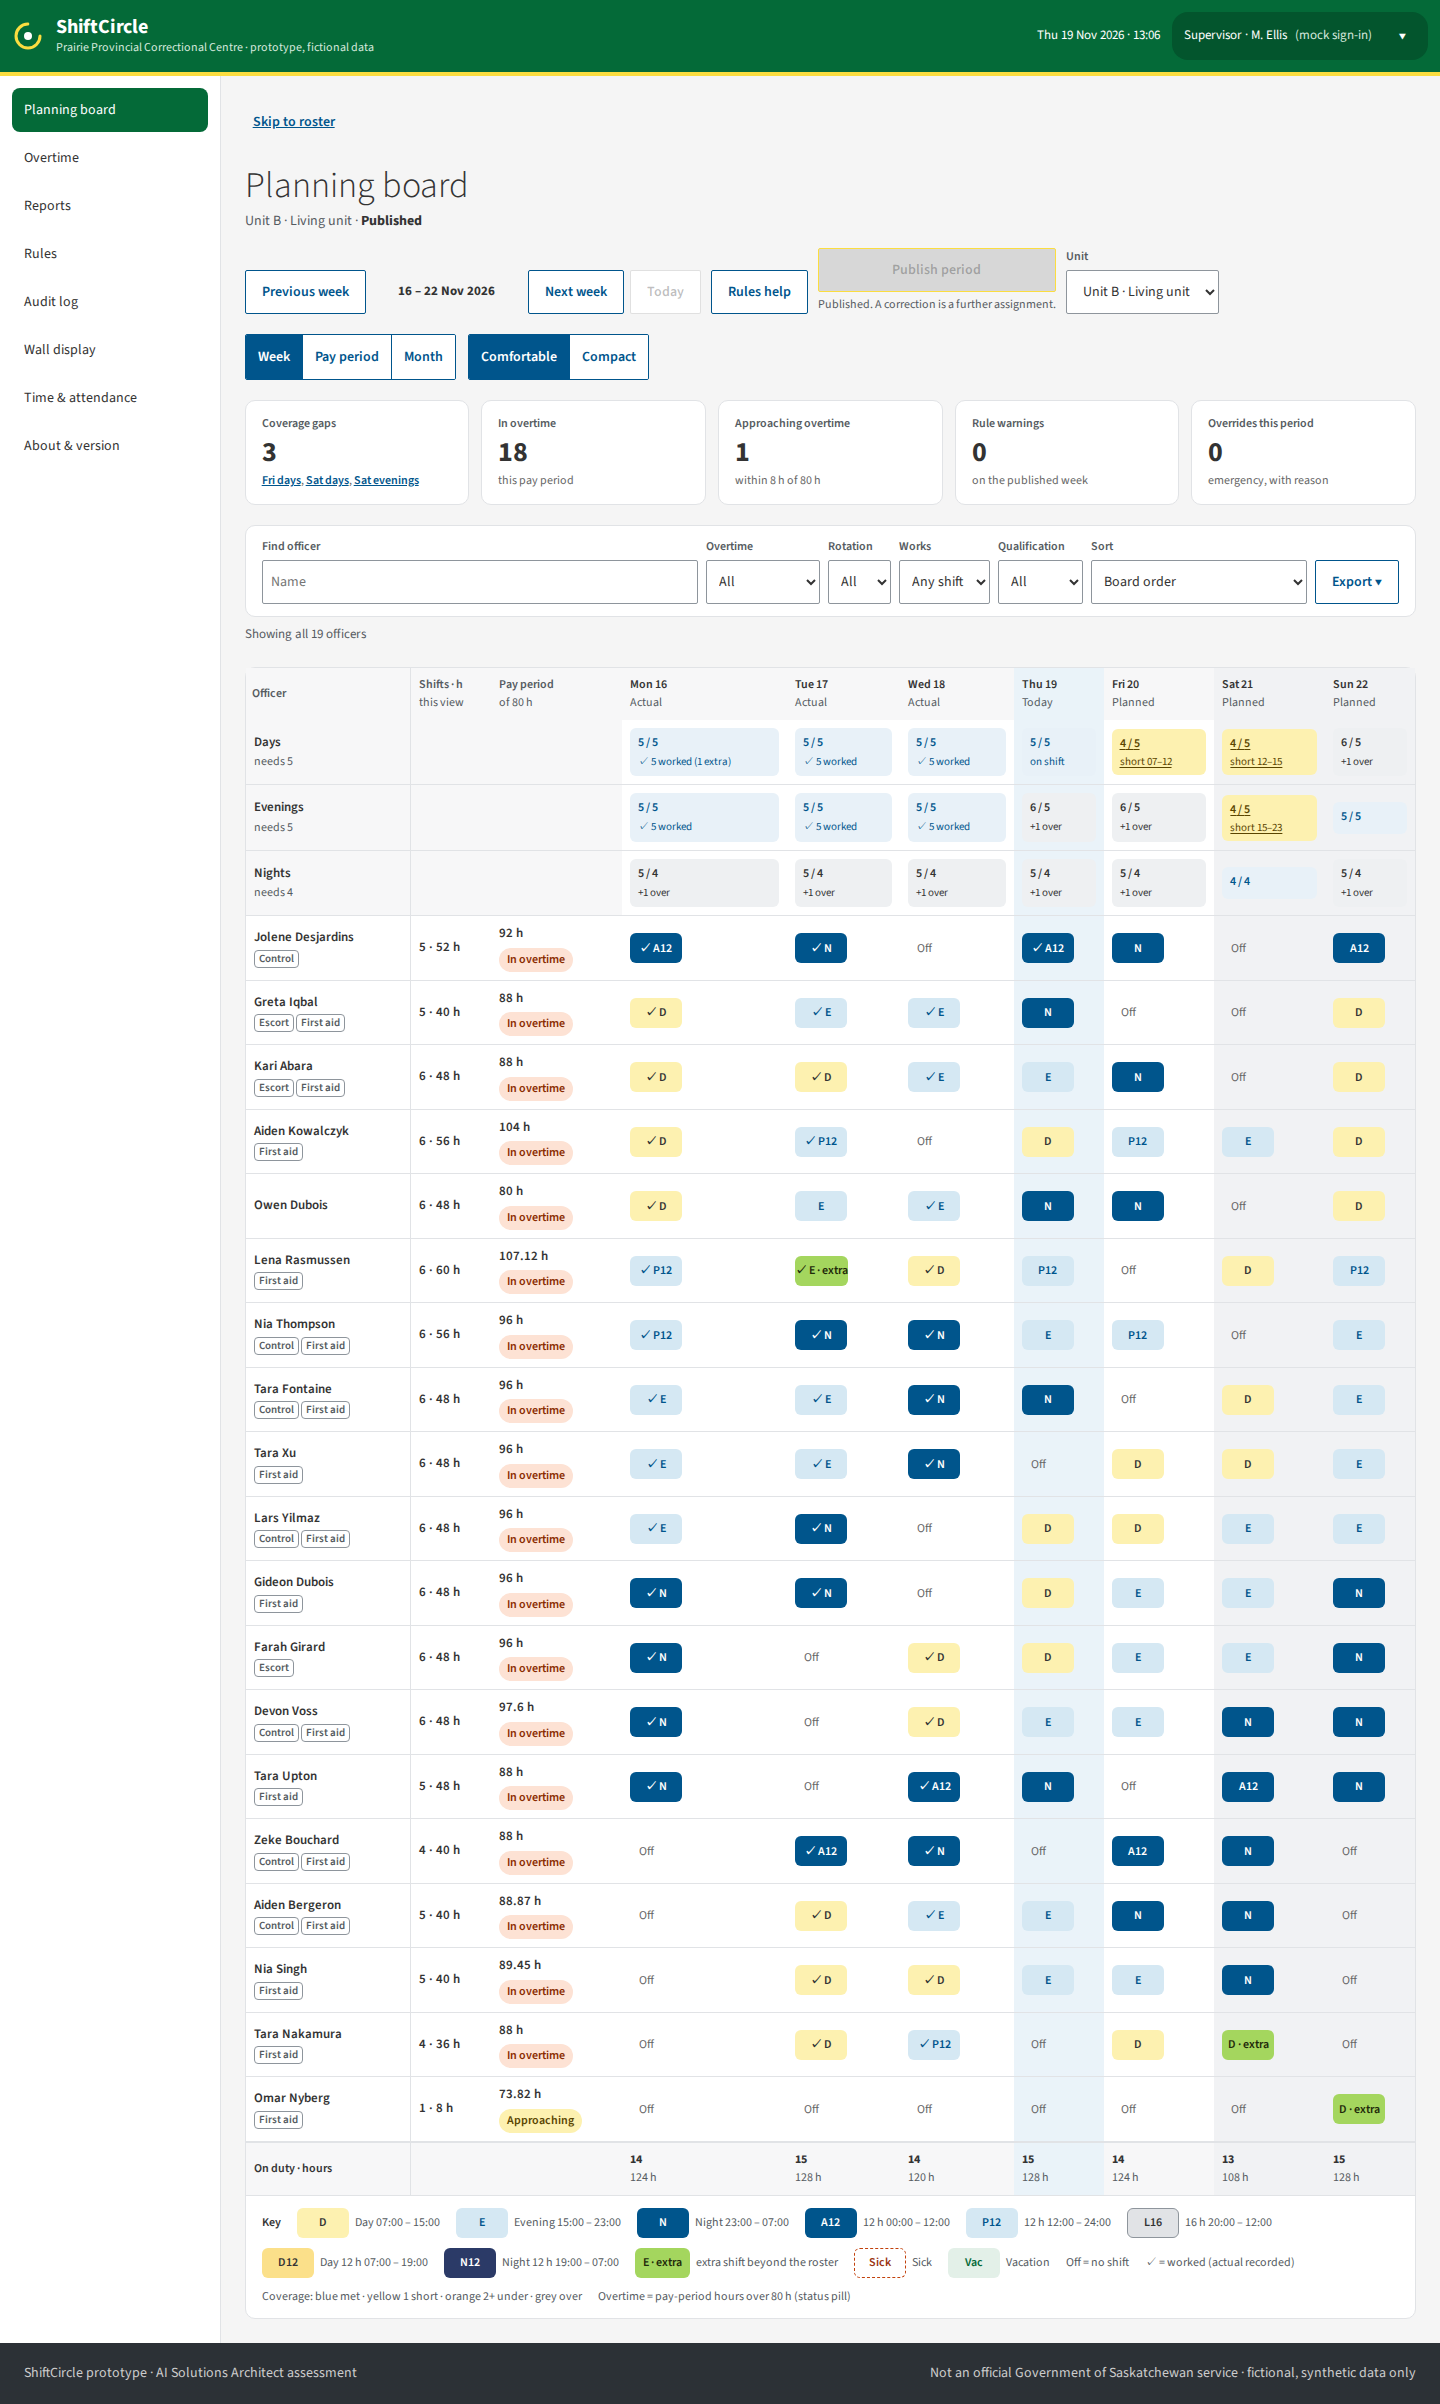 ShiftCircle
Prairie Provincial Correctional Centre · prototype, fictional data
Thu 19 Nov 2026 · 13:06
Supervisor · M. Ellis (mock sign-in) ▾
Planning board
Overtime
Reports
Rules
Audit log
Wall display
Time & attendance
About & version
Skip to roster
Planning board
Unit B · Living unit · Published
Previous week
16 – 22 Nov 2026
Next week
Today
Rules help
Publish period
Published. A correction is a further assignment.
Unit
Unit B · Living unit
Week Pay period Month
Comfortable Compact
Coverage gaps
3
Fri days, Sat days, Sat evenings
In overtime
18
this pay period
Approaching overtime
1
within 8 h of 80 h
Rule warnings
0
on the published week
Overrides this period
0
emergency, with reason
Find officer Overtime Rotation Works Qualification Sort
Name All All Any shift All Board order Export ▾
Showing all 19 officers
Officer Shifts · h Pay period Mon 16 Tue 17 Wed 18 Thu 19 Fri 20 Sat 21 Sun 22
this view of 80 h Actual Actual Actual Today Planned Planned Planned
Days 5 / 5 5 / 5 5 / 5 5 / 5 4 / 5 4 / 5 6 / 5
needs 5 ✓ 5 worked (1 extra) ✓ 5 worked ✓ 5 worked on shift short 07–12 short 12–15 +1 over
Evenings 5 / 5 5 / 5 5 / 5 6 / 5 6 / 5 4 / 5 5 / 5
needs 5 ✓ 5 worked ✓ 5 worked ✓ 5 worked +1 over +1 over short 15–23
Nights 5 / 4 5 / 4 5 / 4 5 / 4 5 / 4 4 / 4 5 / 4
needs 4 +1 over +1 over +1 over +1 over +1 over +1 over
Jolene Desjardins 5 · 52 h 92 h ✓ A12 ✓ N Off ✓ A12 N Off A12
Control In overtime
Greta Iqbal 5 · 40 h 88 h ✓ D ✓ E ✓ E N Off Off D
Escort First aid In overtime
Kari Abara 6 · 48 h 88 h ✓ D ✓ D ✓ E E N Off D
Escort First aid In overtime
Aiden Kowalczyk 6 · 56 h 104 h ✓ D ✓ P12 Off D P12 E D
First aid In overtime
Owen Dubois 6 · 48 h 80 h ✓ D E ✓ E N N Off D
In overtime
Lena Rasmussen 6 · 60 h 107.12 h ✓ P12 ✓ E · extra ✓ D P12 Off D P12
First aid In overtime
Nia Thompson 6 · 56 h 96 h ✓ P12 ✓ N ✓ N E P12 Off E
Control First aid In overtime
Tara Fontaine 6 · 48 h 96 h ✓ E ✓ E ✓ N N Off D E
Control First aid In overtime
Tara Xu 6 · 48 h 96 h ✓ E ✓ E ✓ N Off D D E
First aid In overtime
Lars Yilmaz 6 · 48 h 96 h ✓ E ✓ N Off D D E E
Control First aid In overtime
Gideon Dubois 6 · 48 h 96 h ✓ N ✓ N Off D E E N
First aid In overtime
Farah Girard 6 · 48 h 96 h ✓ N Off ✓ D D E E N
Escort In overtime
Devon Voss 6 · 48 h 97.6 h ✓ N Off ✓ D E E N N
Control First aid In overtime
Tara Upton 5 · 48 h 88 h ✓ N Off ✓ A12 N Off A12 N
First aid In overtime
Zeke Bouchard 4 · 40 h 88 h Off ✓ A12 ✓ N Off A12 N Off
Control First aid In overtime
Aiden Bergeron 5 · 40 h 88.87 h Off ✓ D ✓ E E N N Off
Control First aid In overtime
Nia Singh 5 · 40 h 89.45 h Off ✓ D ✓ D E E N Off
First aid In overtime
Tara Nakamura 4 · 36 h 88 h Off ✓ D ✓ P12 Off D D · extra Off
First aid In overtime
Omar Nyberg 1 · 8 h 73.82 h Off Off Off Off Off Off D · extra
First aid Approaching
On duty · hours 14 15 14 15 14 13 15
124 h 128 h 120 h 128 h 124 h 108 h 128 h
Key D Day 07:00 – 15:00 E Evening 15:00 – 23:00 N Night 23:00 – 07:00 A12 12 h 00:00 – 12:00 P12 12 h 12:00 – 24:00 L16 16 h 20:00 – 12:00
D12 Day 12 h 07:00 – 19:00 N12 Night 12 h 19:00 – 07:00 E · extra extra shift beyond the roster Sick Sick Vac Vacation Off = no shift ✓ = worked (actual recorded)
Coverage: blue met · yellow 1 short · orange 2+ under · grey over Overtime = pay-period hours over 80 h (status pill)
ShiftCircle prototype · AI Solutions Architect assessment
Not an official Government of Saskatchewan service · fictional, synthetic data only